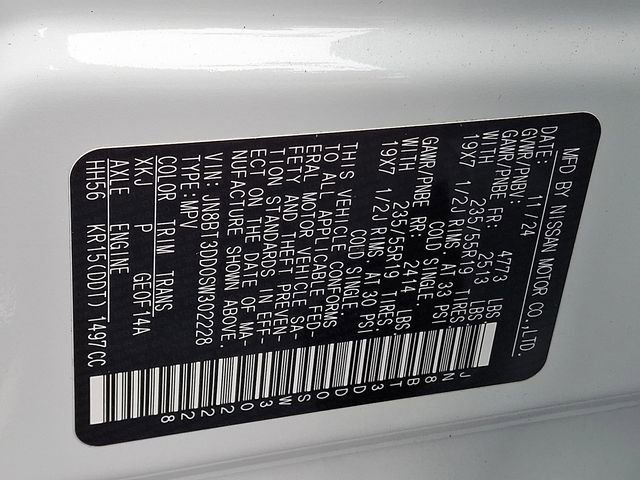 MFD BY NISSAN MOTOR CO.,LTD.
DATE: 11/24
GVWR/PNBV: 4773 LBS
GAWR/PNBE FR: 2513 LBS.
WITH 235/55R19 TIRES
19X7 1/2J RIMS AT 33 PSI
COLD SINGLE.
GAWR/PNBE RR: 2414 LBS
WITH 235/55R19 TIRES
19X7 1/2J RIMS AT 30 PSI
COLD SINGLE.
THIS VEHICLE CONFORMS
TO ALL APPLICABLE FED-
ERAL MOTOR VEHICLE SA-
FETY AND THEFT PREVEN-
TION STANDARDS IN EFF-
ECT ON THE DATE OF MA-
NUFACTURE SHOWN ABOVE.
VIN:JN8BT3DD0SW302228
TYPE:MPV
COLOR TRIM TRANS
XKJ P GE0F14A
AXLE ENGINE
HH56 KR15(DDT) 1497CC
JN8BT3DD0SW302228